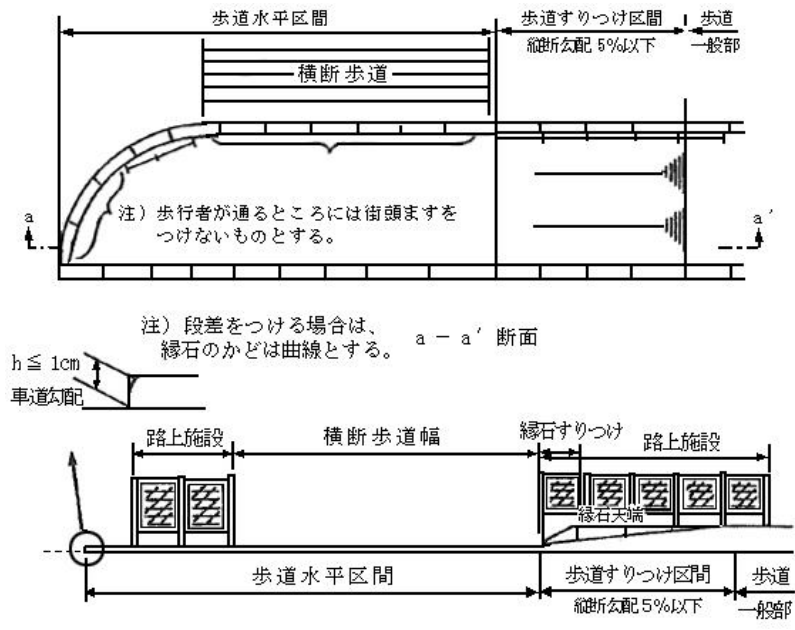 歩道水平区間
歩道すりつけ区間
歩道
縦断勾配 5%以下
一般部
横断歩道
注）歩行者が通るところには街頭ますを
つけないものとする。
a
a′
注）段差をつける場合は、
縁石のかどは曲線とする。
a － a′ 断面
h≦1cm
車道勾配
路上施設
横断歩道幅
縁石すりつけ
路上施設
縁石天端
歩道水平区間
歩道すりつけ区間
歩道
縦断勾配5%以下
一般部